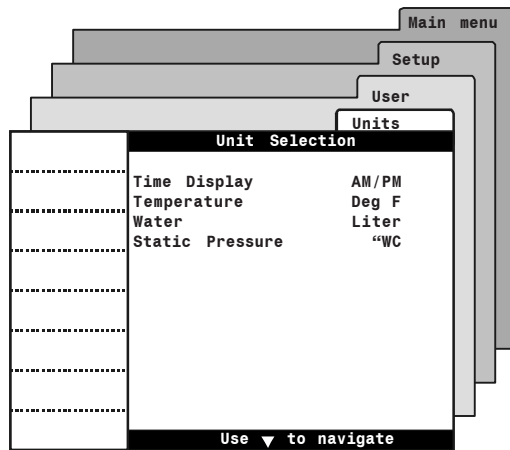 Main menu
Setup
User
Units
Unit Selection
Time Display AM/PM
Temperature Deg F
Water Liter
Static Pressure “WC
Use ▼ to navigate